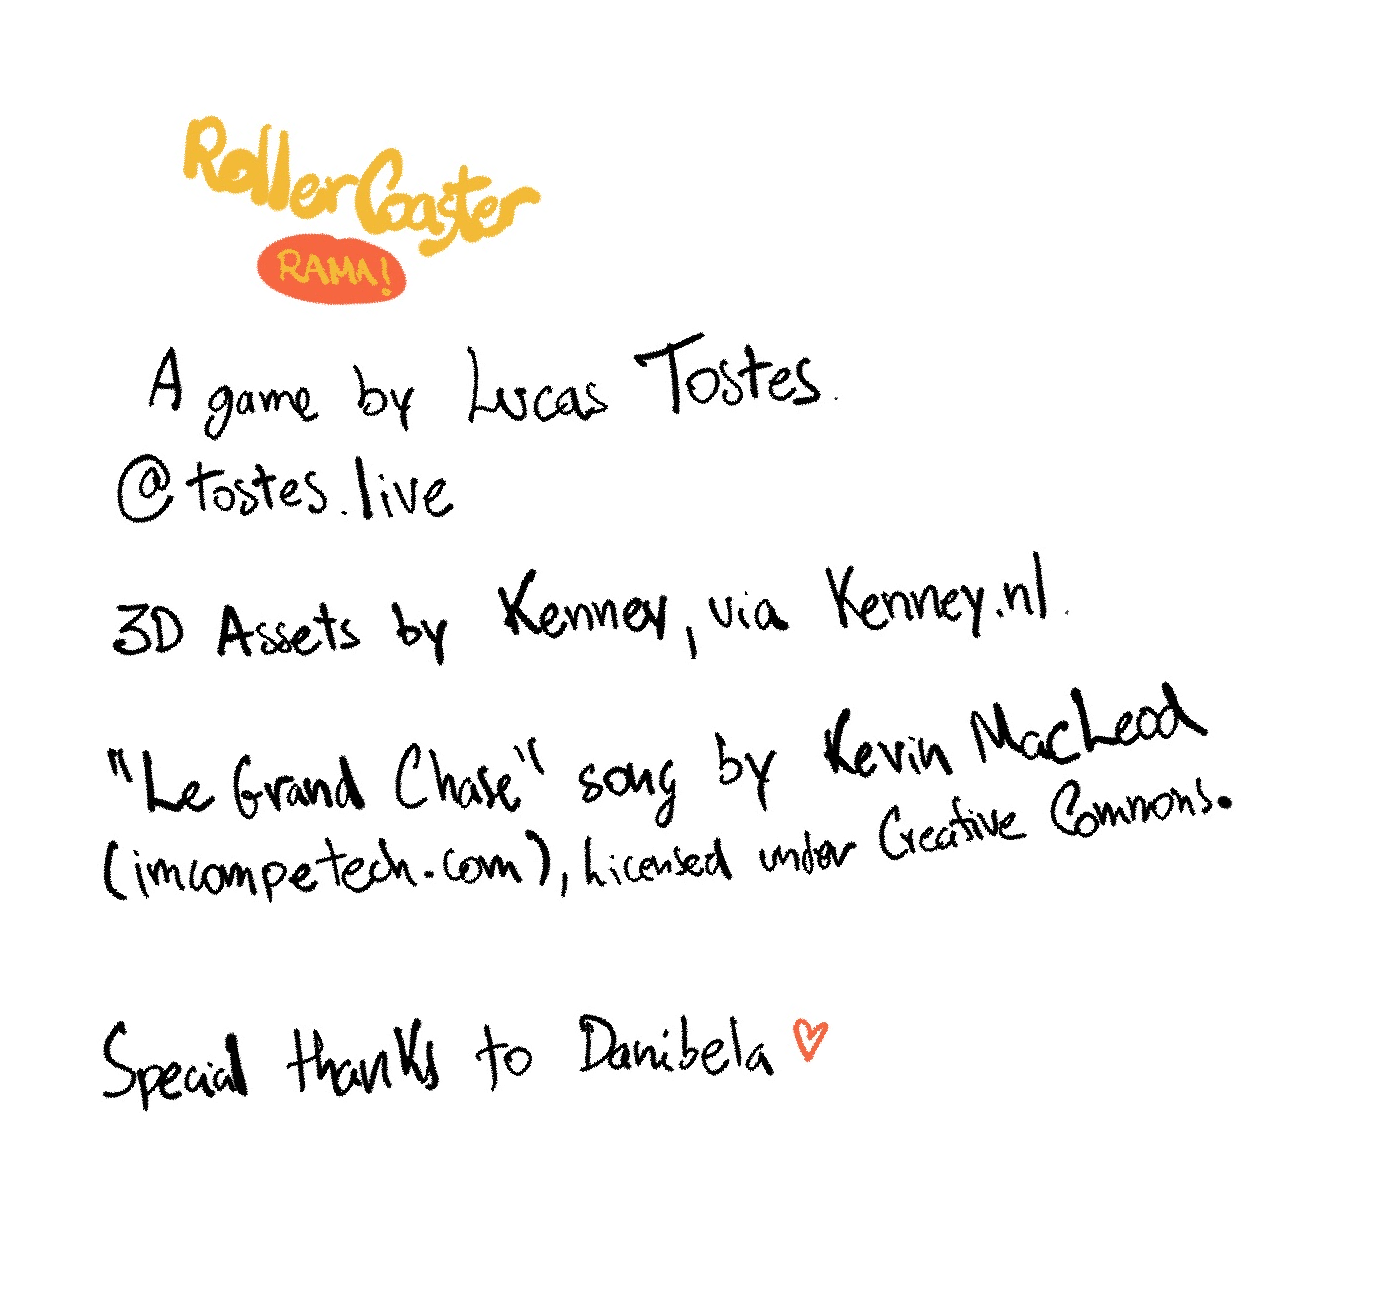 RollerCoaster
RAMA!
A game by Lucas Tostes.
@tostes.live
3D Assets by Kenney, via Kenney.nl.
"Le Grand Chase" song by Kevin MacLeod
(imcompetech.com), Licensed under Creative Commons.
Special thanks to Danibela